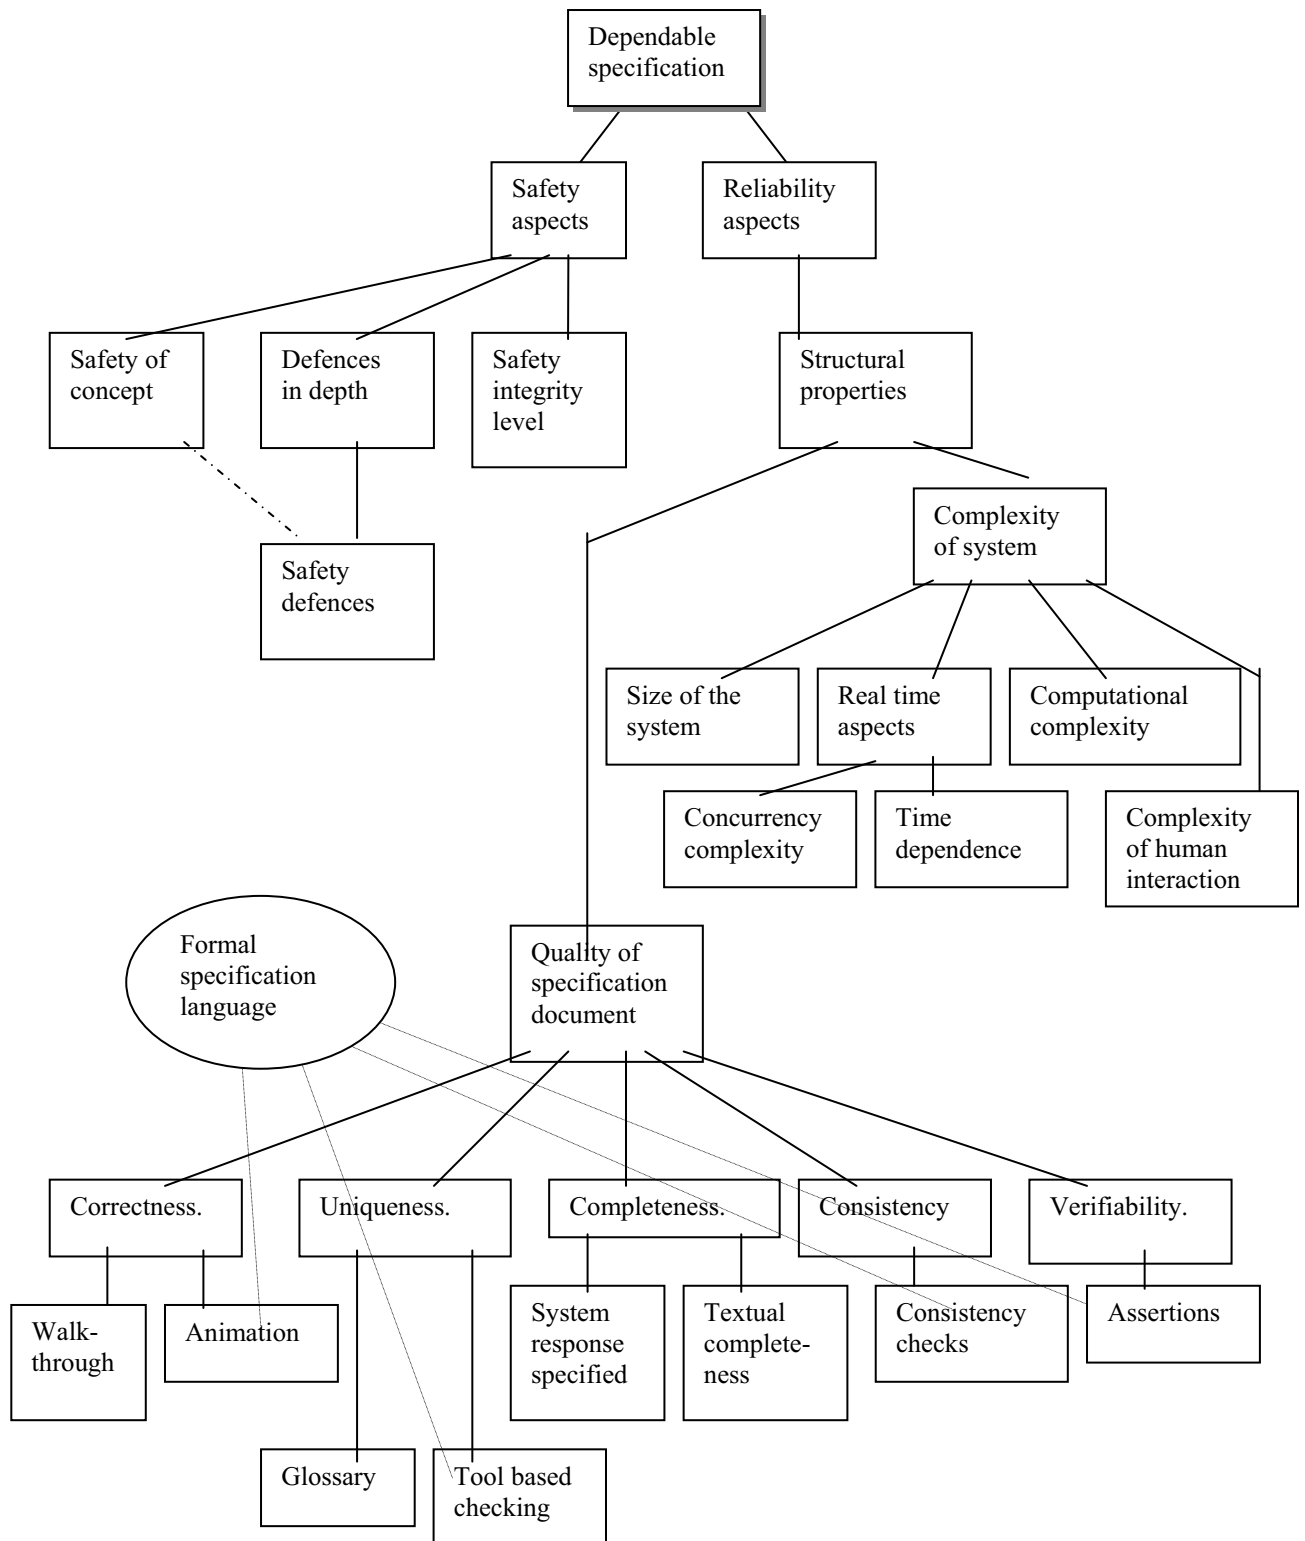 Dependable
specification
Safety
aspects
Reliability
aspects
Safety of
concept
Defences
in depth
Safety
integrity
level
Structural
properties
Complexity
of system
Safety
defences
Size of the
system
Real time
aspects
Computational
complexity
Concurrency
complexity
Time
dependence
Complexity
of human
interaction
Formal
specification
language
Quality of
specification
document
Correctness.
Uniqueness.
Completeness.
Consistency
Verifiability.
Walk-
through
Animation
System
response
specified
Textual
complete-
ness
Consistency
checks
Assertions
Glossary
Tool based
checking